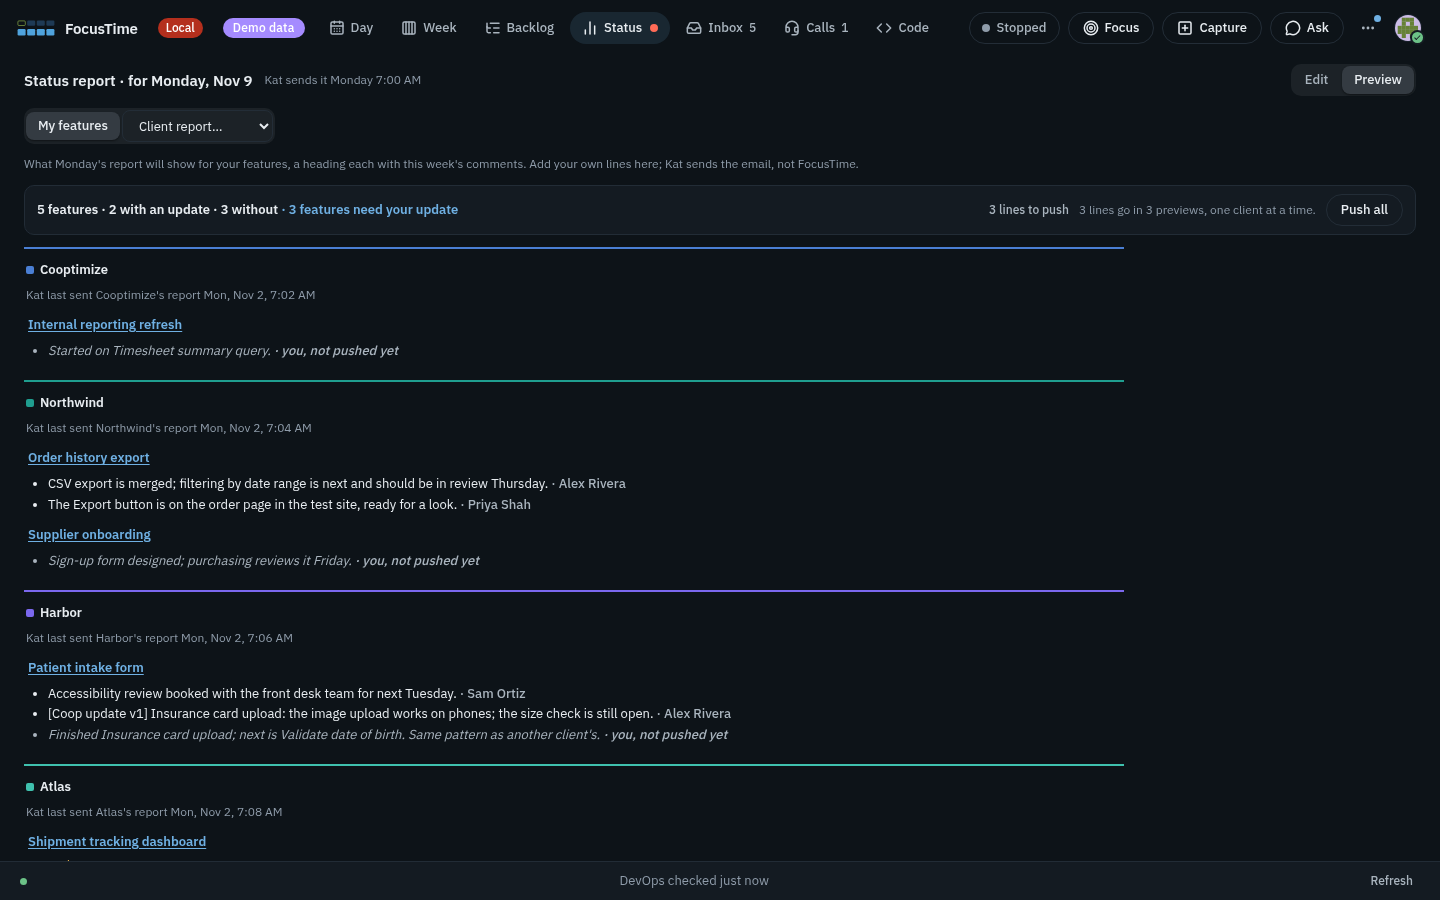 FocusTime
Local
Demo data
Day
Week
Backlog
Status
Inbox 5
Calls 1
Code
Stopped
Focus
Capture
Ask
Status report · for Monday, Nov 9
Kat sends it Monday 7:00 AM
Edit
Preview
My features
Client report...
What Monday's report will show for your features, a heading each with this week's comments. Add your own lines here; Kat sends the email, not FocusTime.
5 features · 2 with an update · 3 without · 3 features need your update
3 lines to push
3 lines go in 3 previews, one client at a time.
Push all
Cooptimize
Kat last sent Cooptimize's report Mon, Nov 2, 7:02 AM
Internal reporting refresh
• Started on Timesheet summary query. · you, not pushed yet
Northwind
Kat last sent Northwind's report Mon, Nov 2, 7:04 AM
Order history export
• CSV export is merged; filtering by date range is next and should be in review Thursday. · Alex Rivera
• The Export button is on the order page in the test site, ready for a look. · Priya Shah
Supplier onboarding
• Sign-up form designed; purchasing reviews it Friday. · you, not pushed yet
Harbor
Kat last sent Harbor's report Mon, Nov 2, 7:06 AM
Patient intake form
• Accessibility review booked with the front desk team for next Tuesday. · Sam Ortiz
• [Coop update v1] Insurance card upload: the image upload works on phones; the size check is still open. · Alex Rivera
• Finished Insurance card upload; next is Validate date of birth. Same pattern as another client's. · you, not pushed yet
Atlas
Kat last sent Atlas's report Mon, Nov 2, 7:08 AM
Shipment tracking dashboard
DevOps checked just now
Refresh